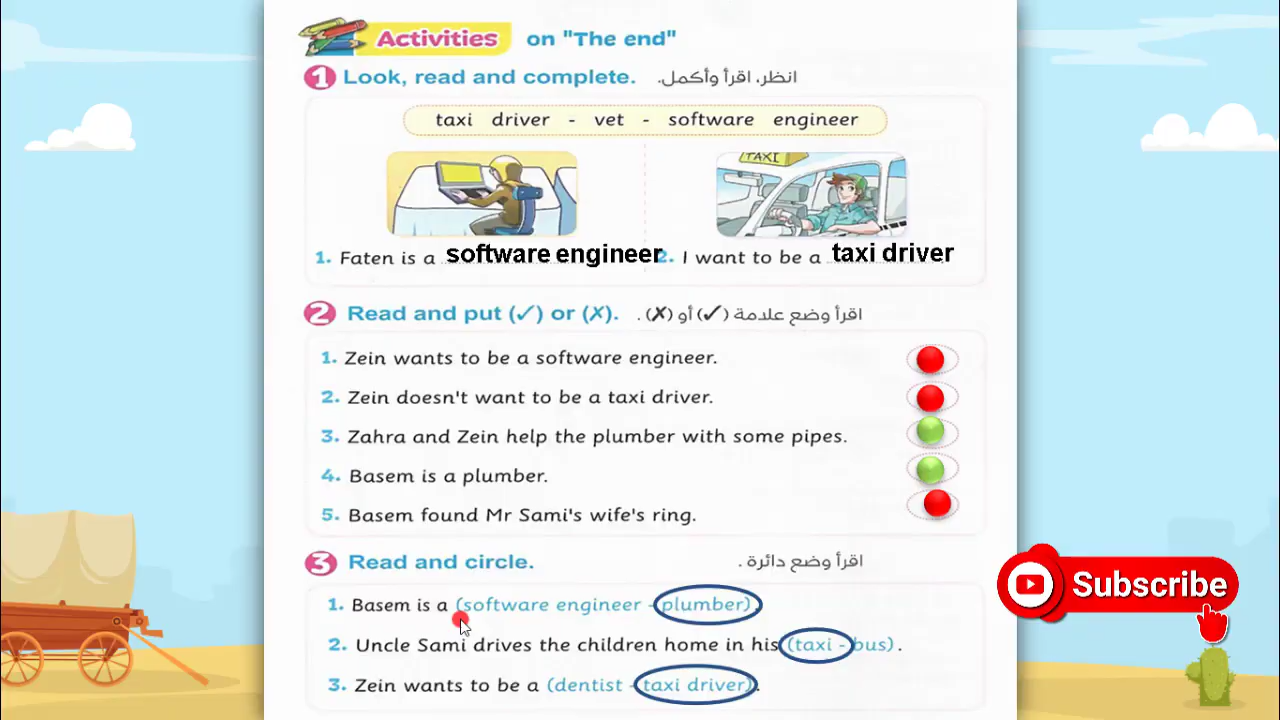 Activities on "The end"
1 Look, read and complete. انظر، اقرأ وأكمل.
taxi driver - vet - software engineer
TAXI
1. Faten is a software engineer
2. I want to be a taxi driver
2 Read and put (✓) or (✗). اقرأ وضع علامة (✓) أو (✗) .
1. Zein wants to be a software engineer.
2. Zein doesn't want to be a taxi driver.
3. Zahra and Zein help the plumber with some pipes.
4. Basem is a plumber.
5. Basem found Mr Sami's wife's ring.
3 Read and circle. اقرأ وضع دائرة .
1. Basem is a (software engineer - plumber).
2. Uncle Sami drives the children home in his (taxi - bus) .
3. Zein wants to be a (dentist - taxi driver).
Subscribe